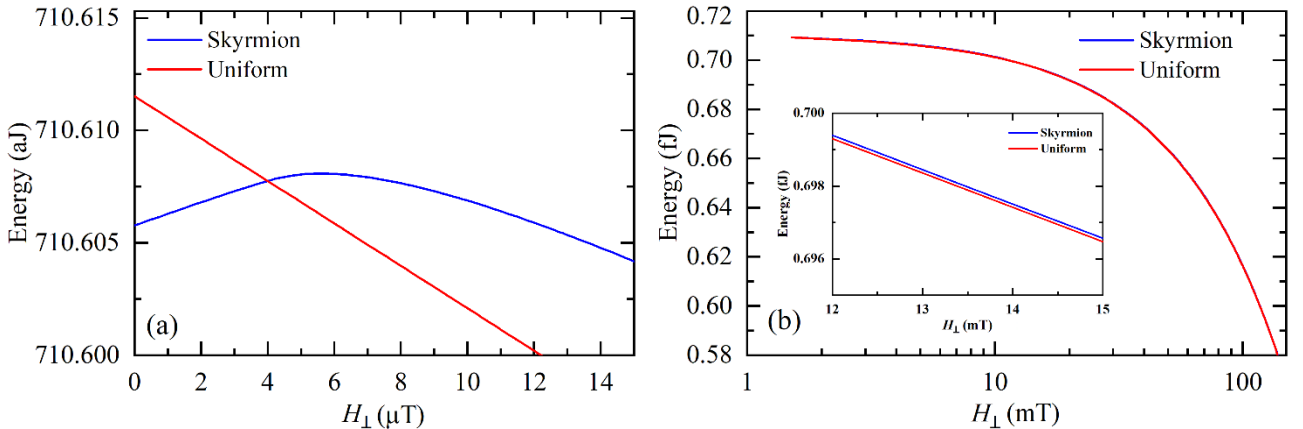 710.615
710.610
710.605
710.600
Energy (aJ)
Skyrmion
Uniform
(a)
0 2 4 6 8 10 12 14
H⊥ (μT)
0.72
0.70
0.68
0.66
0.64
0.62
0.60
0.58
Energy (fJ)
Skyrmion
Uniform
0.700
0.698
0.696
Energy (fJ)
Skyrmion
Uniform
12 13 14 15
H⊥ (mT)
(b)
1 10 100
H⊥ (mT)